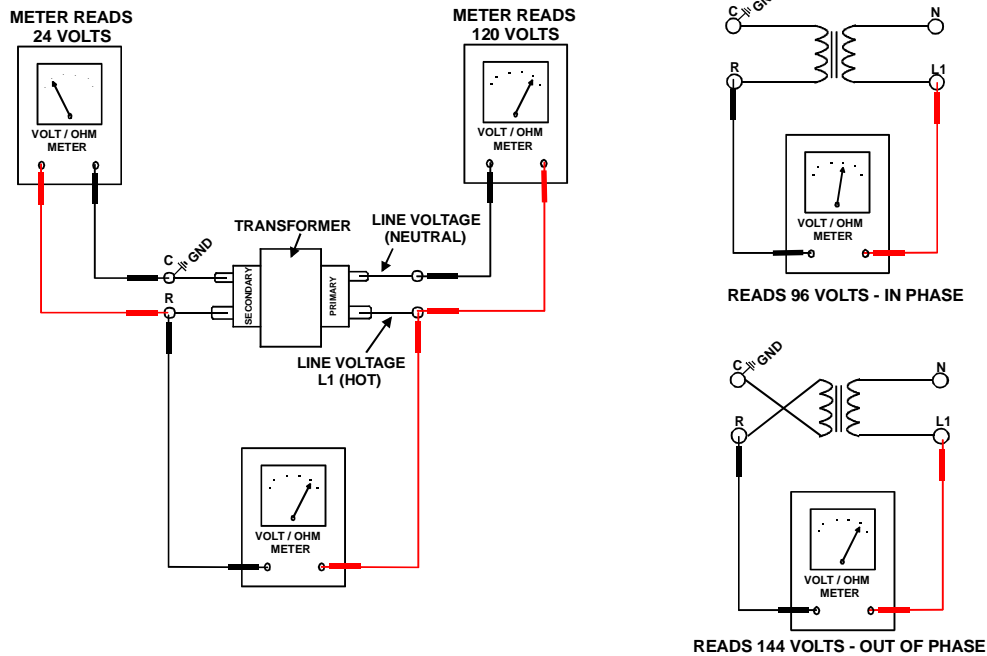 METER READS
24 VOLTS
VOLT / OHM
METER
METER READS
120 VOLTS
VOLT / OHM
METER
TRANSFORMER
LINE VOLTAGE
(NEUTRAL)
C
GND
R
SECONDARY
PRIMARY
LINE VOLTAGE
L1 (HOT)
VOLT / OHM
METER
C
GND
N
R
L1
VOLT / OHM
METER
READS 96 VOLTS - IN PHASE
C
GND
N
R
L1
VOLT / OHM
METER
READS 144 VOLTS - OUT OF PHASE